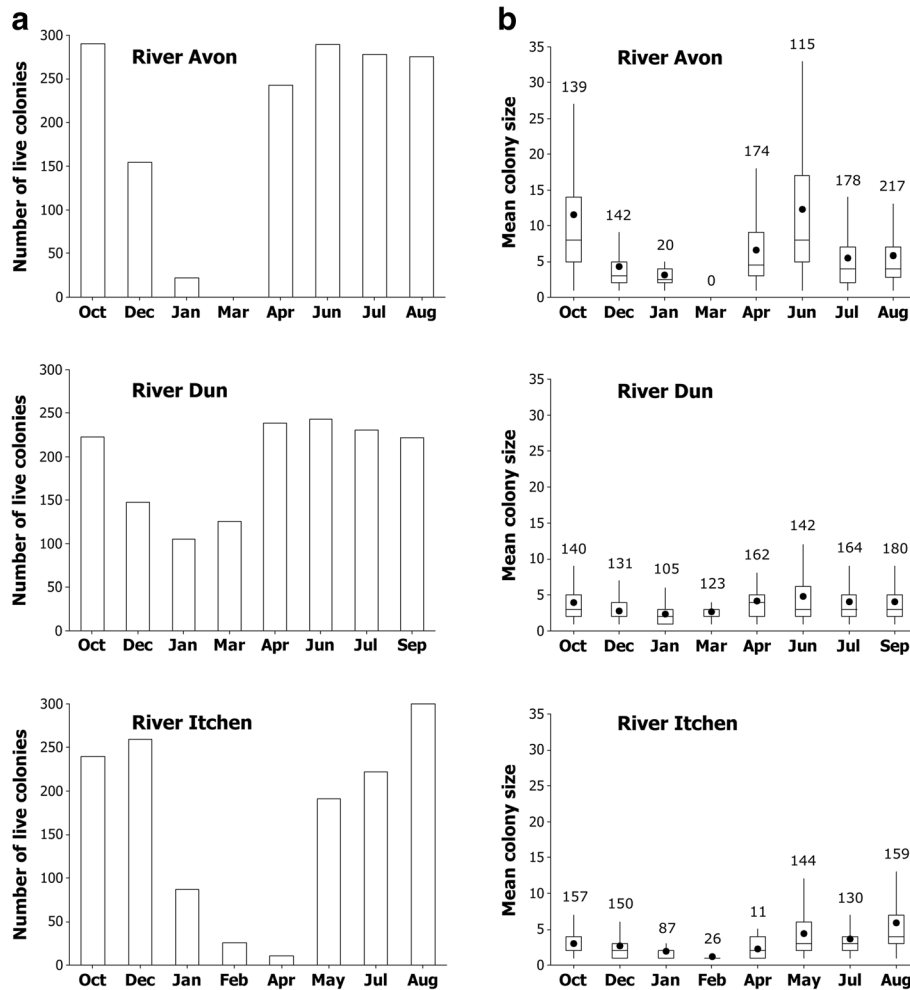 a
River Avon
Number of live colonies
300
250
200
150
100
50
0
Oct Dec Jan Mar Apr Jun Jul Aug
b
River Avon
Mean colony size
35
30
25
20
15
10
5
0
139 142 20 0 174 115 178 217
Oct Dec Jan Mar Apr Jun Jul Aug
River Dun
Number of live colonies
300
250
200
150
100
50
0
Oct Dec Jan Mar Apr Jun Jul Sep
River Dun
Mean colony size
35
30
25
20
15
10
5
0
140 131 105 123 162 142 164 180
Oct Dec Jan Mar Apr Jun Jul Sep
River Itchen
Number of live colonies
300
250
200
150
100
50
0
Oct Dec Jan Feb Apr May Jul Aug
River Itchen
Mean colony size
35
30
25
20
15
10
5
0
157 150 87 26 11 144 130 159
Oct Dec Jan Feb Apr May Jul Aug